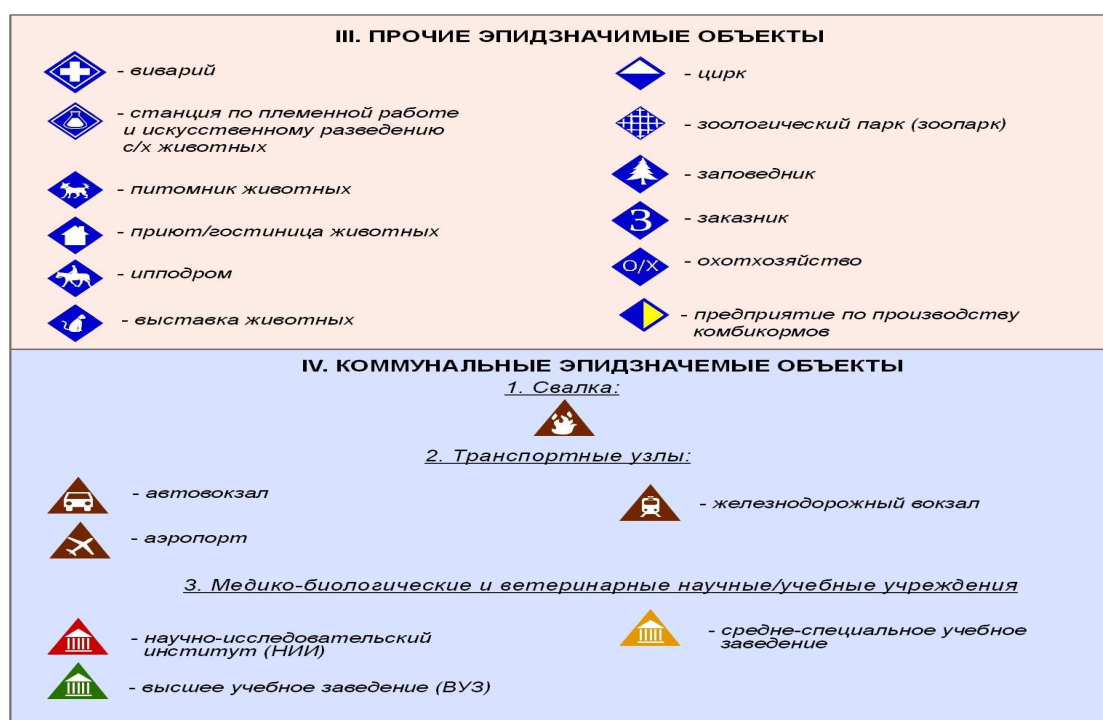 III. ПРОЧИЕ ЭПИДЗНАЧИМЫЕ ОБЪЕКТЫ
- виварий
- станция по племенной работе
и искусственному разведению
с/х животных
- питомник животных
- приют/гостиница животных
- ипподром
- выставка животных
- цирк
- зоологический парк (зоопарк)
- заповедник
З
- заказник
О/Х
- охотхозяйство
- предприятие по производству
комбикормов
IV. КОММУНАЛЬНЫЕ ЭПИДЗНАЧЕМЫЕ ОБЪЕКТЫ
1. Свалка:
2. Транспортные узлы:
- автовокзал
- аэропорт
- железнодорожный вокзал
3. Медико-биологические и ветеринарные научные/учебные учреждения
- научно-исследовательский
институт (НИИ)
- высшее учебное заведение (ВУЗ)
- средне-специальное учебное
заведение